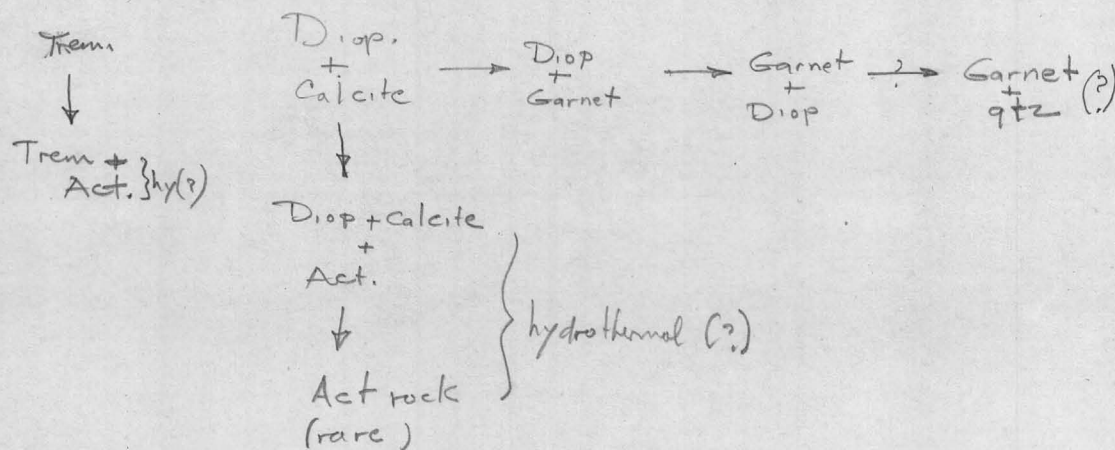 Trem.
Trem +
Act. } hy(?)
Diop.
+
Calcite
Diop
+
Garnet
Garnet
+
Diop
?
Garnet
+
qtz (?)
Diop + Calcite
+
Act.
Act rock
(rare)
hydrothermal (?)